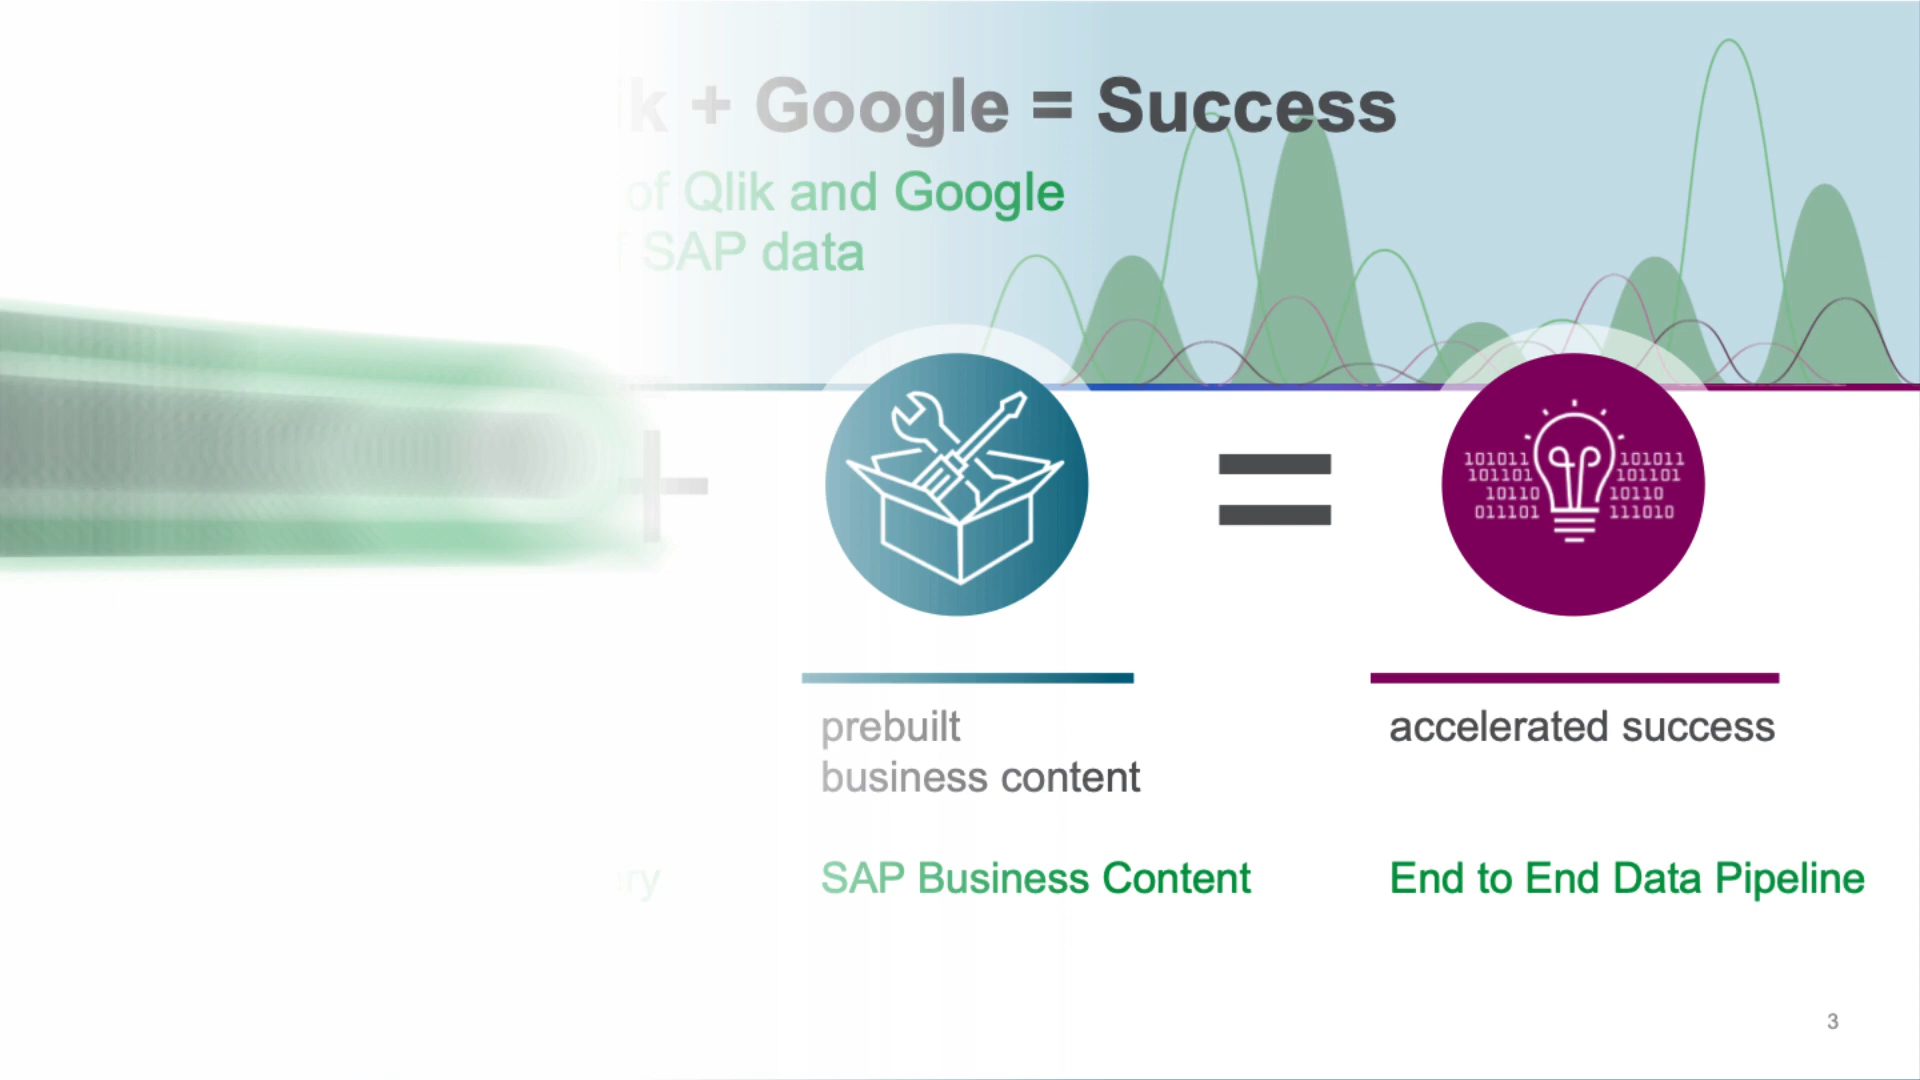 + Google = Success
of Qlik and Google
SAP data
+
=
101011 101011
101101 101101
10110 10110
011101 111010
prebuilt
business content
accelerated success
SAP Business Content
End to End Data Pipeline
3